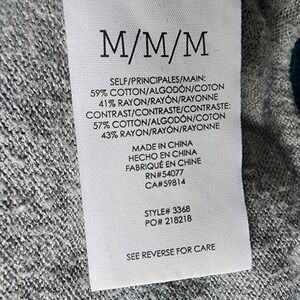 M/M/M
SELF/PRINCIPALES/MAIN:
59% COTTON/ALGODÓN/COTON
41% RAYON/RAYÓN/RAYONNE
CONTRAST/CONTRASTE/CONTRASTE:
57% COTTON/ALGODÓN/COTON
43% RAYON/RAYÓN/RAYONNE
MADE IN CHINA
HECHO EN CHINA
FABRIQUÉ EN CHINE
RN#54077
CA#59814
STYLE# 3368
PO# 218218
SEE REVERSE FOR CARE